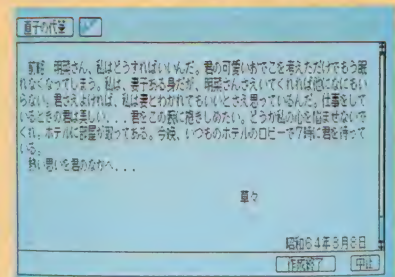 直子の代筆
前略 明菜さん、私はどうすればいいんだ。君の可愛いおでこを考えただけでもう眠
れなくなってしまう。私は、妻子ある身だが、明菜さんさえいてくれれば他になにもい
らない。君さえよければ、私は妻とわかれてもいいとさえ思っているんだ。仕事をして
いるときの君は美しい...君をこの腕に抱きしめたい。どうか私の心を悩ませないで
くれ。ホテルに部屋が取ってある。今晩、いつものホテルのロビーで7時に君を待って
いる。
熱い思いを君のなかへ...
草々
昭和64年8月8日
作成終了 中止